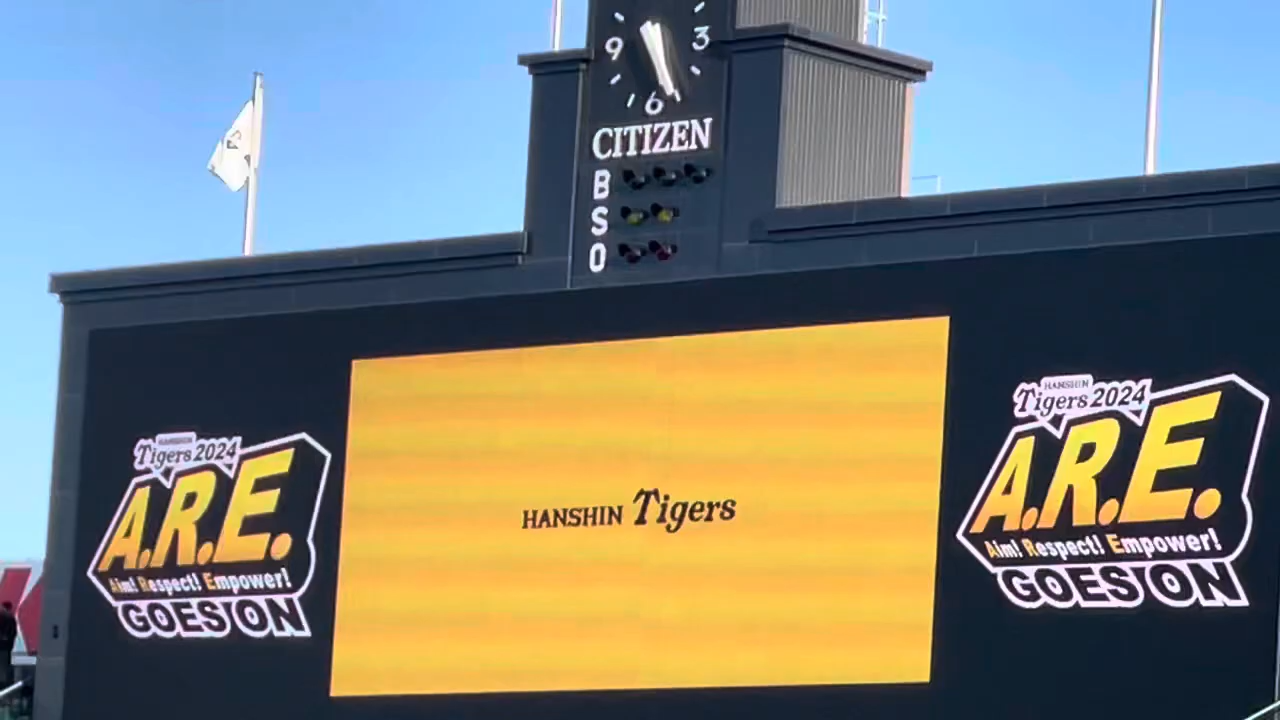 9 3
6
CITIZEN
B
S
O
HANSHIN
Tigers 2024
A.R.E.
Aim! Respect! Empower!
GOES ON
HANSHIN Tigers
HANSHIN
Tigers 2024
A.R.E.
Aim! Respect! Empower!
GOES ON